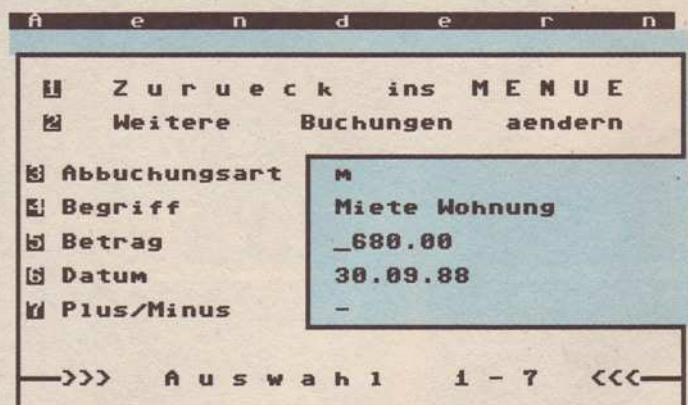 A e n d e r n
1 Z u r u e c k ins M E N U E
2 Weitere Buchungen aendern
3 Abbuchungsart M
4 Begriff Miete Wohnung
5 Betrag _680.00
6 Datum 30.09.88
7 Plus/Minus -
>>> A u s w a h l 1 - 7 <<<